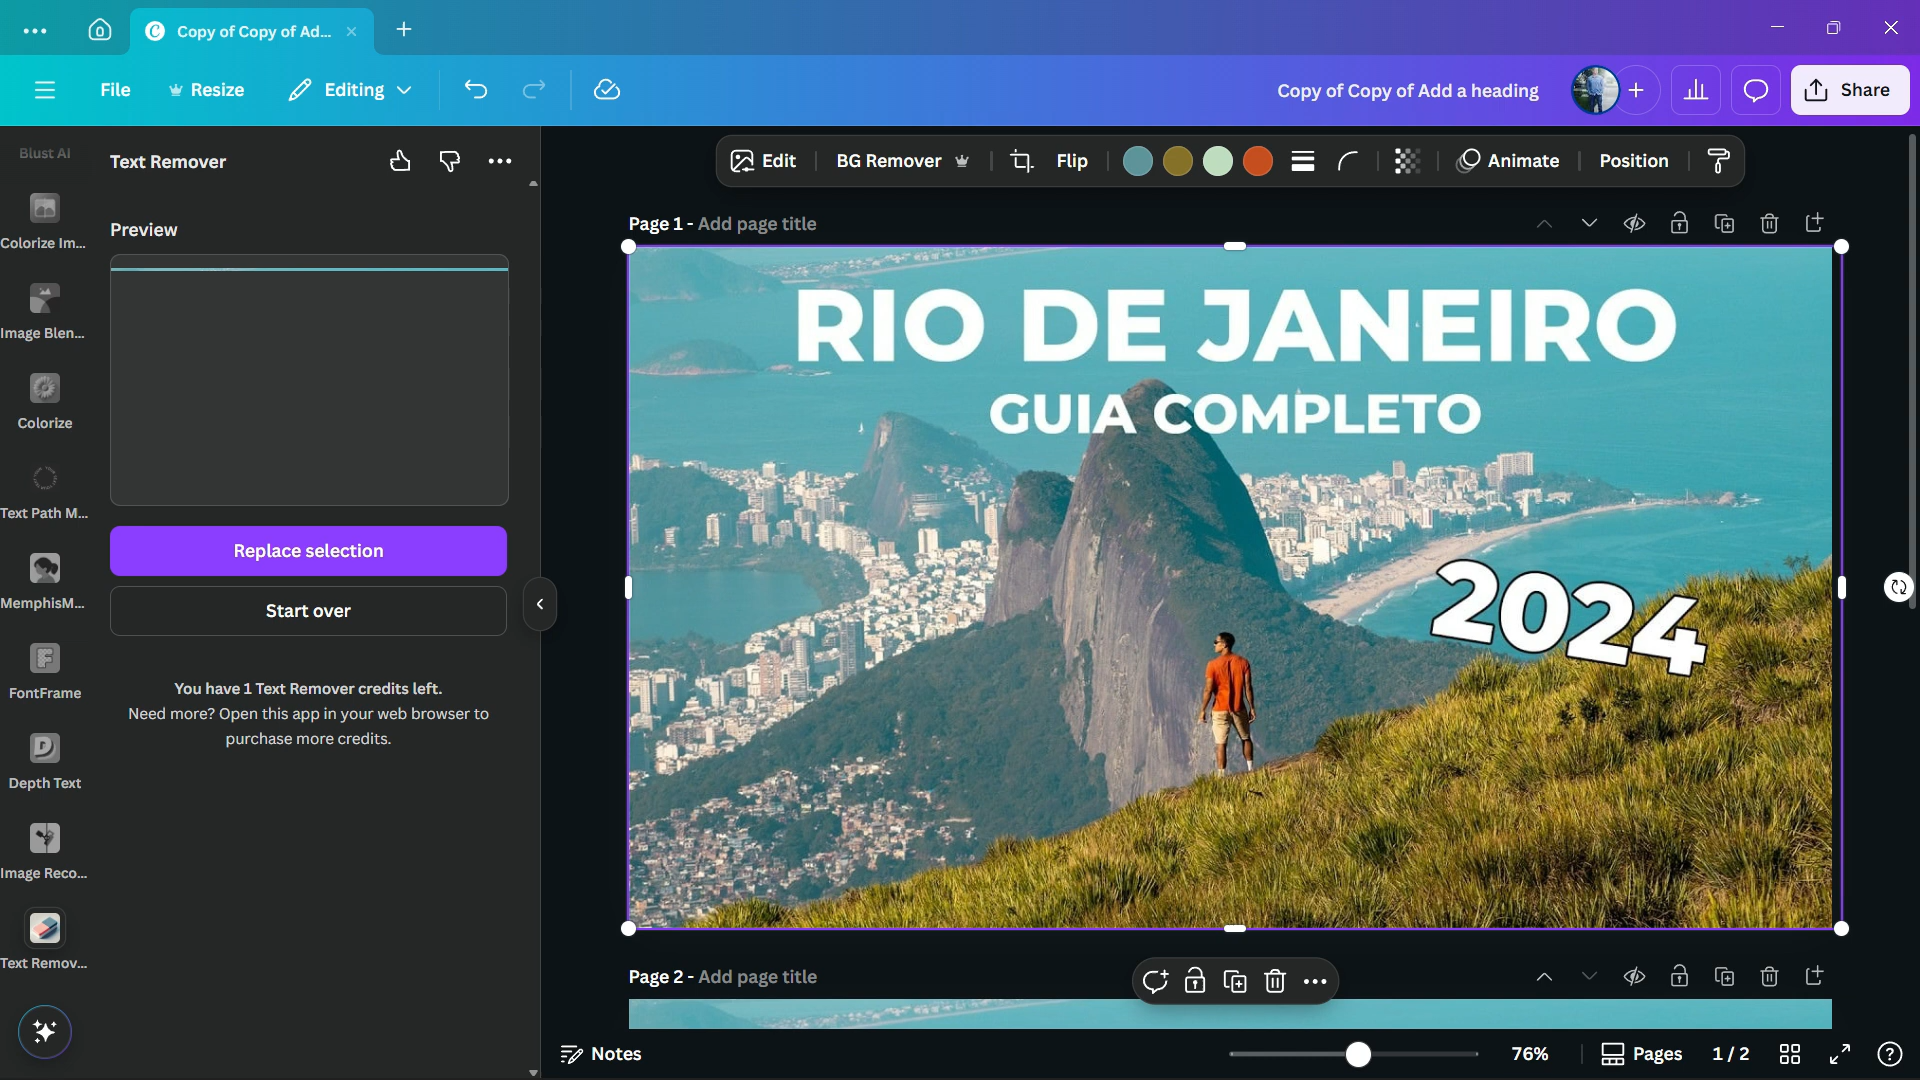 Copy of Copy of Ad...
File
Resize
Editing
Copy of Copy of Add a heading
Share
Blust AI
Colorize Im...
Image Blen...
Colorize
Text Path M...
MemphisM...
FontFrame
Depth Text
Image Reco...
Text Remov...
Text Remover
Preview
Replace selection
Start over
You have 1 Text Remover credits left.
Need more? Open this app in your web browser to
purchase more credits.
Edit
BG Remover
Flip
Animate
Position
Page 1 - Add page title
RIO DE JANEIRO
GUIA COMPLETO
2024
Page 2 - Add page title
Notes
76%
Pages
1 / 2